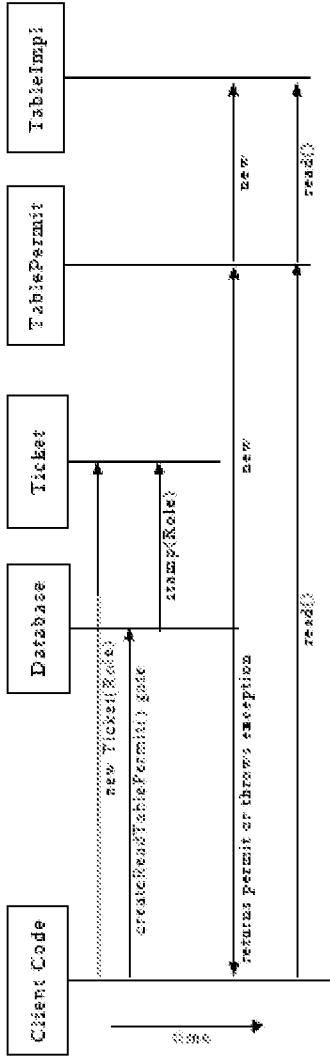 Client Code
Database
Ticket
TablePermit
TableImpl
new Ticket(Role)
createReadTablePermit() gate
stamp(Role)
returns permit or throws exception
new
new
read()
read()
time